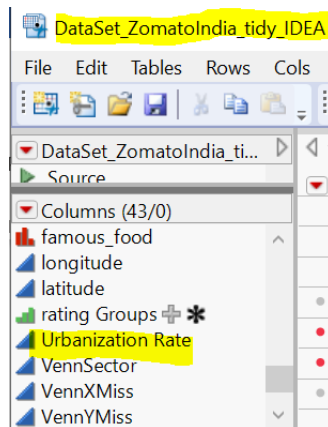 DataSet_ZomatoIndia_tidy_IDEA
File Edit Tables Rows Cols
DataSet_ZomatoIndia_ti...
Source
Columns (43/0)
famous_food
longitude
latitude
rating Groups
Urbanization Rate
VennSector
VennXMiss
VennYMiss